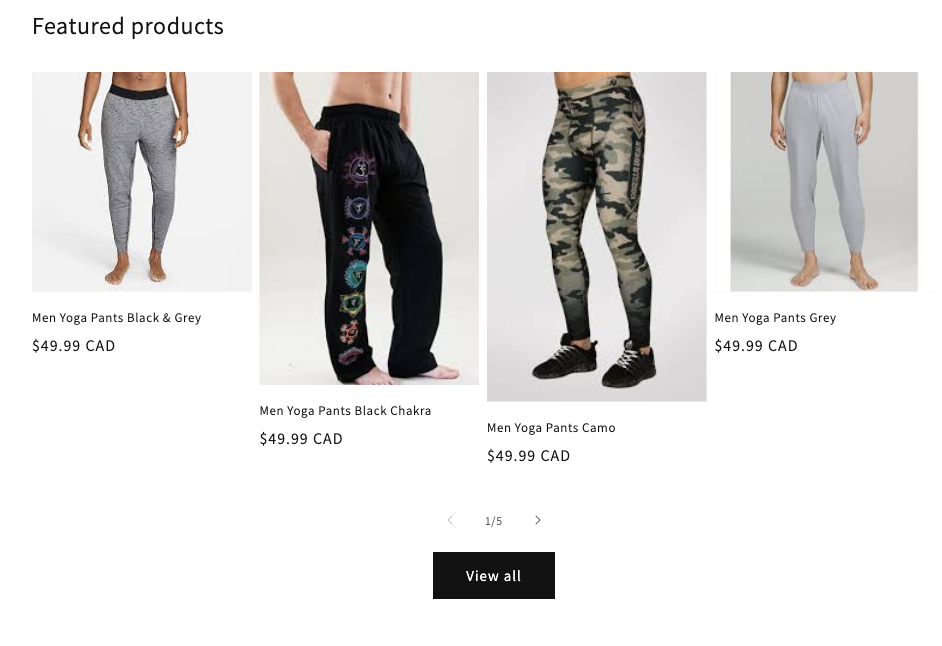 Featured products
Men Yoga Pants Black & Grey
$49.99 CAD
Men Yoga Pants Black Chakra
$49.99 CAD
Men Yoga Pants Camo
$49.99 CAD
Men Yoga Pants Grey
$49.99 CAD
1/5
View all